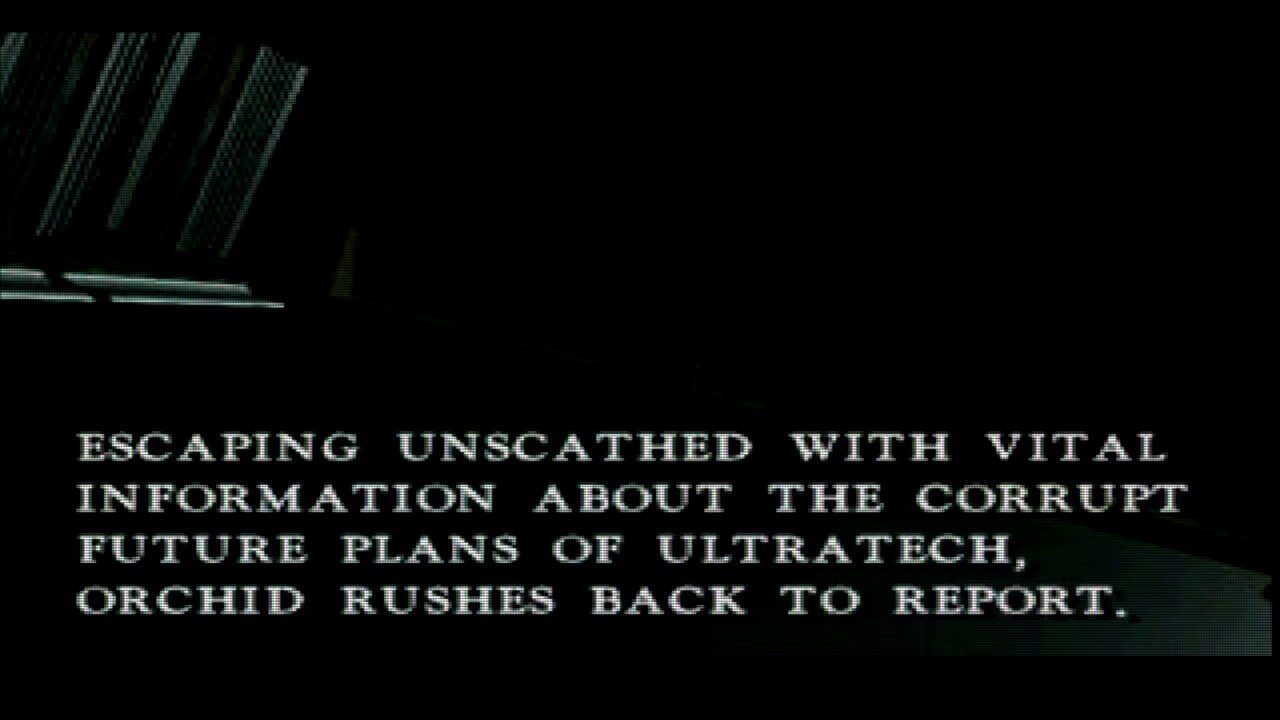 ESCAPING UNSCATHED WITH VITAL
INFORMATION ABOUT THE CORRUPT
FUTURE PLANS OF ULTRATECH,
ORCHID RUSHES BACK TO REPORT.